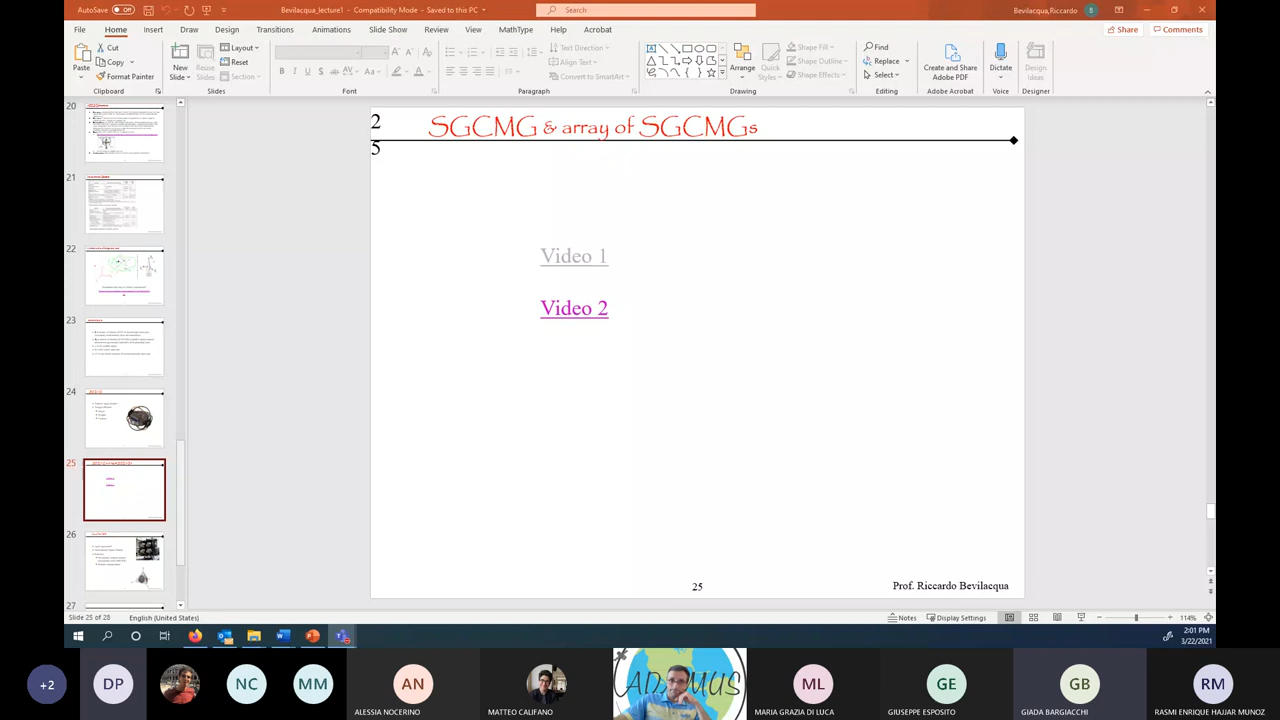 AutoSave Off
Bevilacqua_lecture1 - Compatibility Mode - Saved to this PC
Search
Bevilacqua,Riccardo
B
File Home Insert Draw Design Transitions Animations Slide Show Review View MathType Help Acrobat
Share
Comments
Paste
Cut
Copy
Format Painter
Clipboard
New
Slide
Layout
Reset
Section
Reuse
Slides
Slides
Font
Text Direction
Align Text
Convert to SmartArt
Paragraph
Arrange
Quick
Styles
Shape Fill
Shape Outline
Shape Effects
Drawing
Find
Replace
Select
Editing
Create and Share
Adobe PDF
Adobe Acrobat
Dictate
Voice
Design
Ideas
Designer
20
21
22
23
24
25
26
27
2
5
SGCMG & array of SGCMGs
Video 1
Video 2
25
Prof. Riccardo Bevilacqua
Slide 25 of 28
English (United States)
Notes
Display Settings
114%
2:01 PM
3/22/2021
+2
DP
NC
MM
AN
ALESSIA NOCERINO
MATTEO CALIFANO
ML
MARIA GRAZIA DI LUCA
GE
GIUSEPPE ESPOSITO
GB
GIADA BARGIACCHI
RM
RASMI ENRIQUE HAJJAR MUNOZ